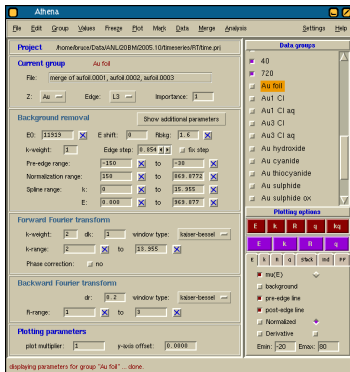 Athena
File Edit Group Values Freeze Plot Mark Data Merge Analysis Settings Help
Project /home/bruce/Data/ANL/20BM/2005.10/timeseries/RT/time.prj
Current group Au foil
File: merge of aufoil.0001, aufoil.0002, aufoil.0003
Z: Au Edge: L3 Importance: 1
Background removal Show additional parameters
E0: 11919 E shift: 0 Rbkg: 1.6
k-weight: 1 Edge step: 0.854 fix step
Pre-edge range: -150 to -30
Normalization range: 150 to 869.0772
Spline range: k: 0 to 15.955
E: 0.000 to 969.877
Forward Fourier transform
k-weight: 2 dk: 1 window type: kaiser-bessel
k-range: 2 to 13.955
Phase correction: no
Backward Fourier transform
dr: 0.2 window type: kaiser-bessel
R-range: 1 to 3
Plotting parameters
plot multiplier: 1 y-axis offset: 0.0000
displaying parameters for group "Au foil" ... done.
Data groups
40
720
Au foil
Au1 Cl
Au1 Cl aq
Au3 Cl
Au3 Cl aq
Au hydroxide
Au cyanide
Au thiocyanide
Au sulphide
Au sulphide ox
Plotting options
E k R q kq
E k R q
E k R q Stack Ind PF
mu(E)
background
pre-edge line
post-edge line
Normalized
Derivative
Emin: -20 Emax: 80